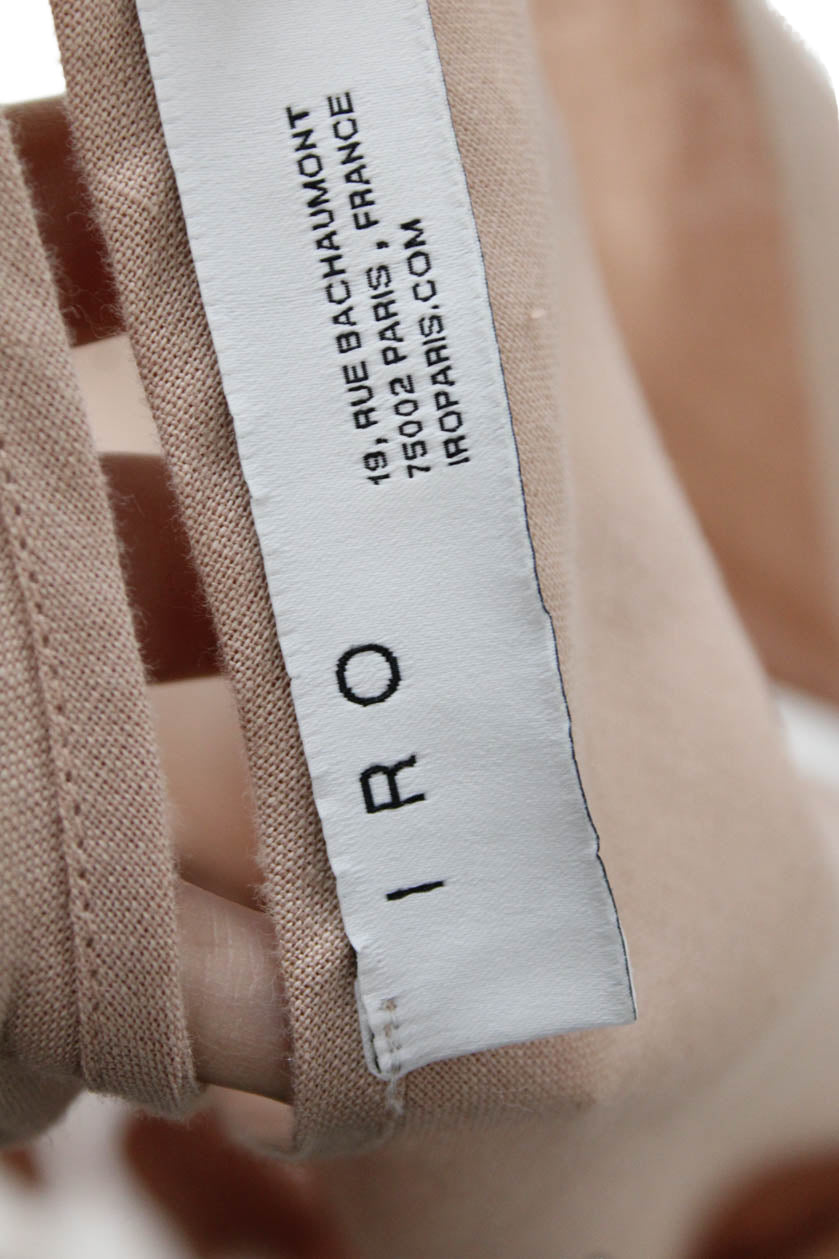 IRO
19, RUE BACHAUMONT
75002 PARIS , FRANCE
IROPARIS.COM